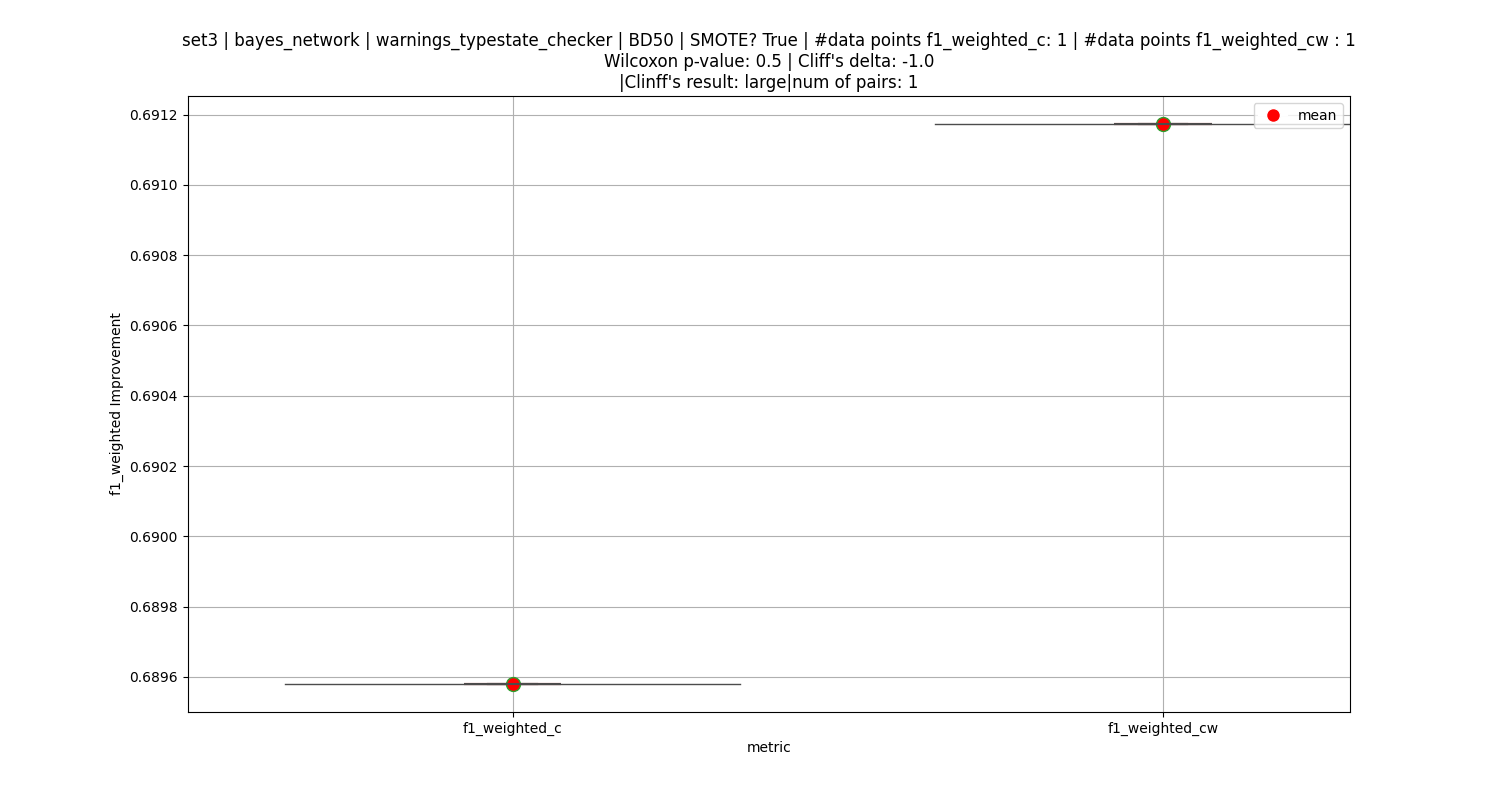 set3 | bayes_network | warnings_typestate_checker | BD50 | SMOTE? True | #data points f1_weighted_c: 1 | #data points f1_weighted_cw : 1
Wilcoxon p-value: 0.5 | Cliff's delta: -1.0
|Clinff's result: large|num of pairs: 1
mean
0.6912
0.6910
0.6908
0.6906
0.6904
0.6902
0.6900
0.6898
0.6896
f1_weighted Improvement
f1_weighted_c
f1_weighted_cw
metric